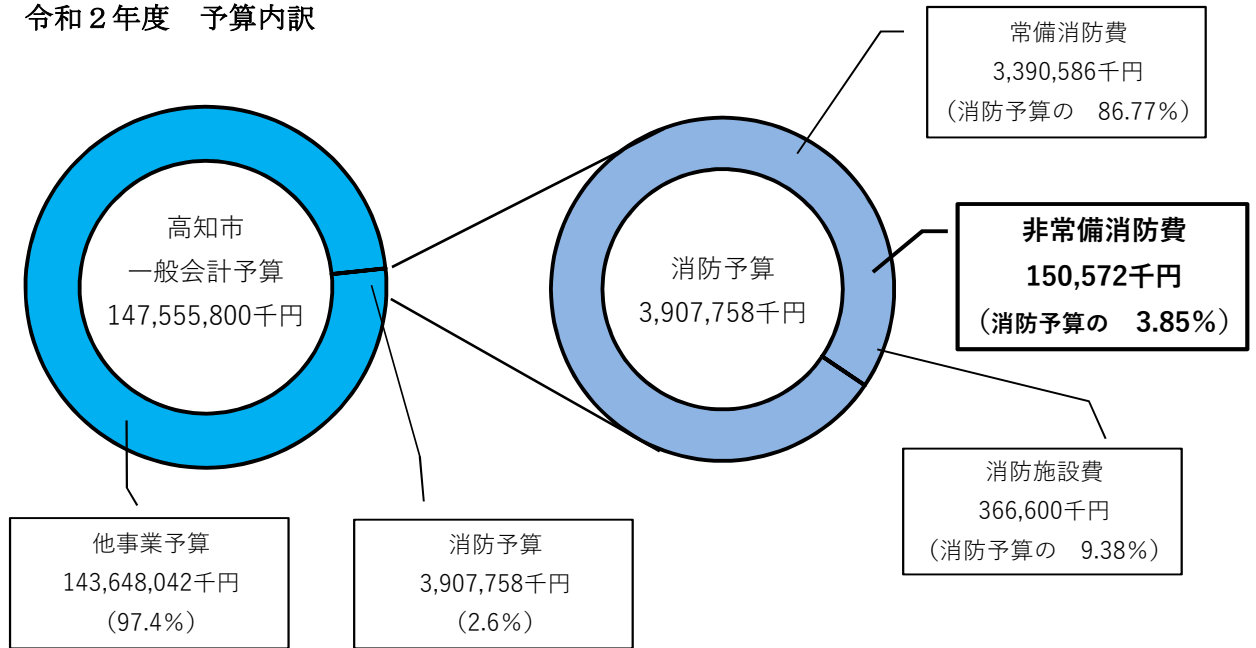 令和２年度　予算内訳
高知市
一般会計予算
147,555,800千円
他事業予算
143,648,042千円
（97.4%）
消防予算
3,907,758千円
（2.6%）
消防予算
3,907,758千円
常備消防費
3,390,586千円
（消防予算の　86.77%）
非常備消防費
150,572千円
（消防予算の　3.85%）
消防施設費
366,600千円
（消防予算の　9.38%）